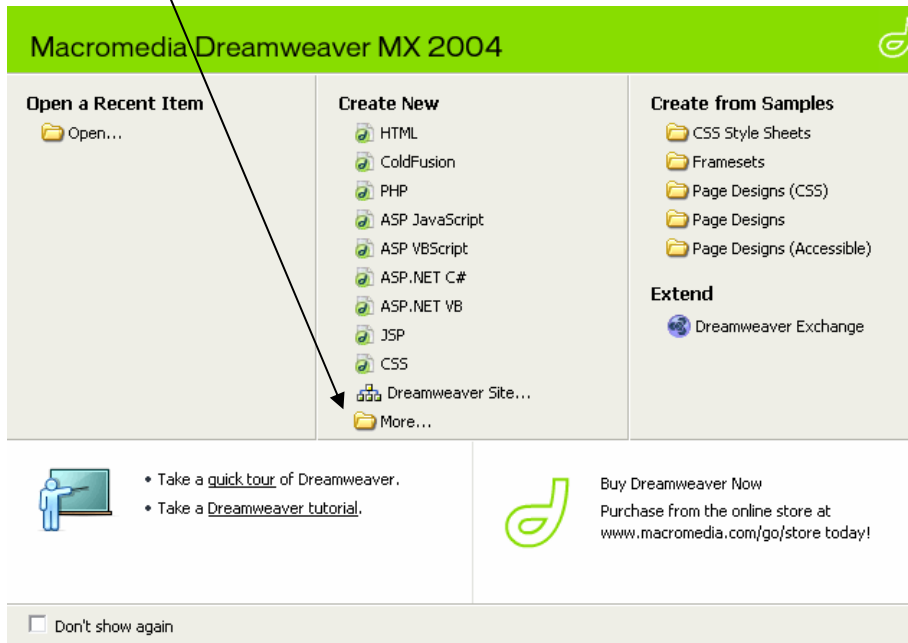 Macromedia Dreamweaver MX 2004
Open a Recent Item
Open...
Create New
HTML
ColdFusion
PHP
ASP JavaScript
ASP VBScript
ASP.NET C#
ASP.NET VB
JSP
CSS
Dreamweaver Site...
More...
Create from Samples
CSS Style Sheets
Framesets
Page Designs (CSS)
Page Designs
Page Designs (Accessible)
Extend
Dreamweaver Exchange
• Take a quick tour of Dreamweaver.
• Take a Dreamweaver tutorial.
Buy Dreamweaver Now
Purchase from the online store at
www.macromedia.com/go/store today!
Don't show again